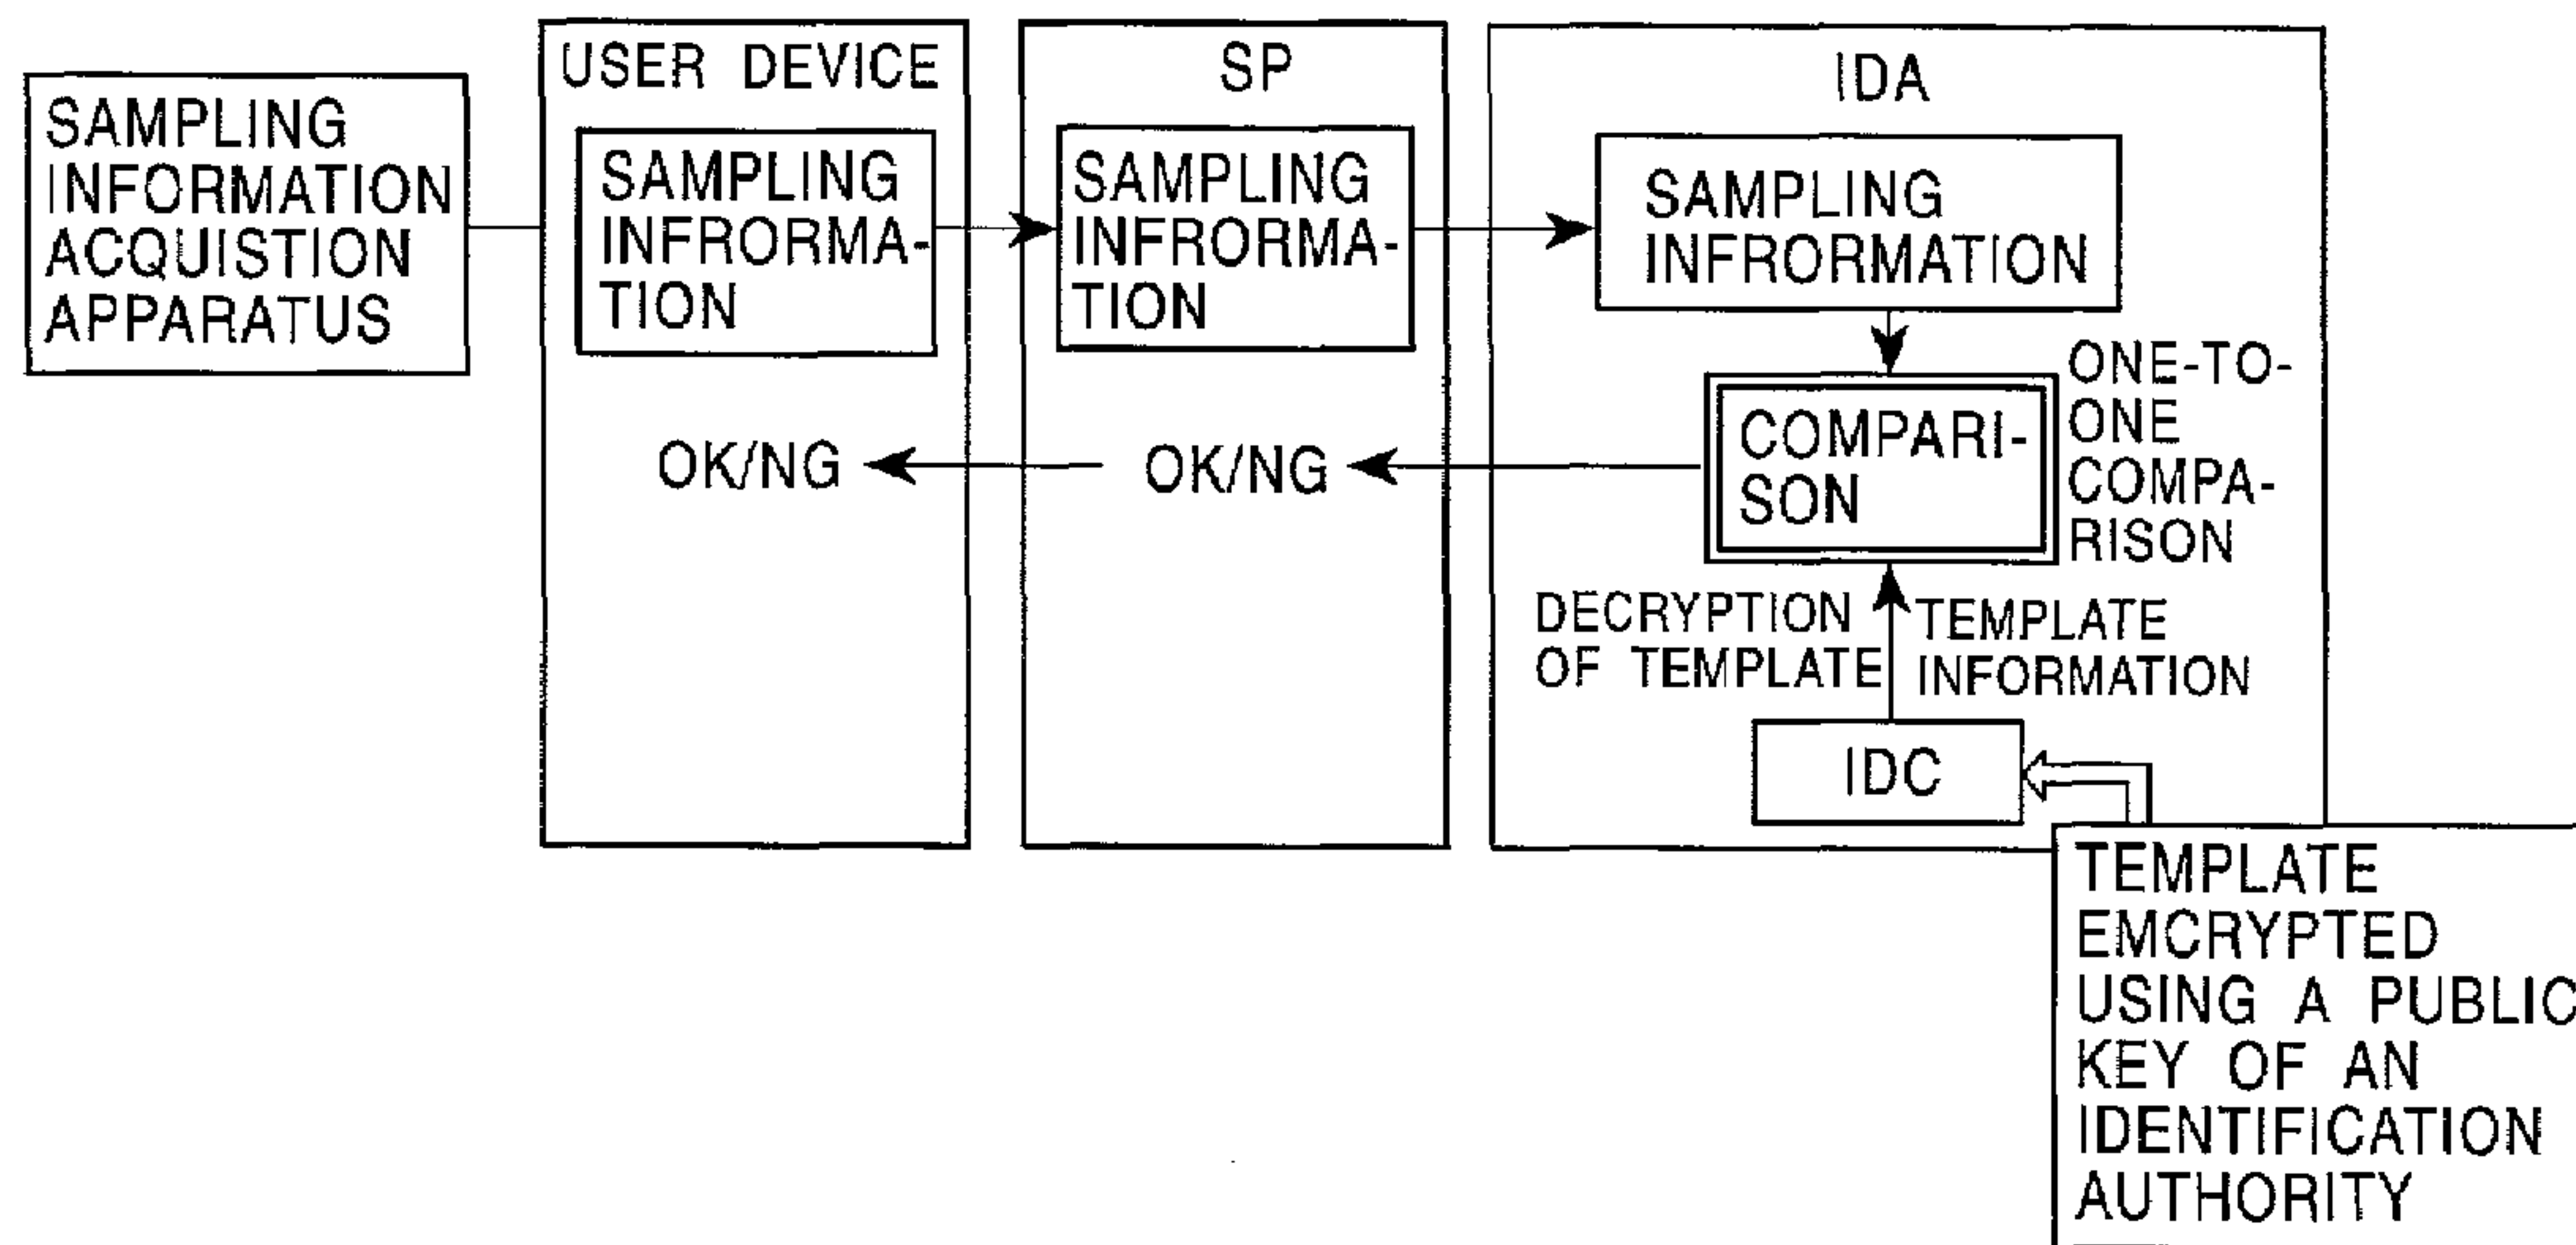 SAMPLING
INFORMATION
ACQUISTION
APPARATUS
USER DEVICE
SAMPLING
INFRORMA-
TION
OK/NG
SP
SAMPLING
INFRORMA-
TION
OK/NG
IDA
SAMPLING
INFRORMATION
COMPARI-
SON
ONE-TO-
ONE
COMPA-
RISON
DECRYPTION
OF TEMPLATE
TEMPLATE
INFORMATION
IDC
TEMPLATE
EMCRYPTED
USING A PUBLIC
KEY OF AN
IDENTIFICATION
AUTHORITY